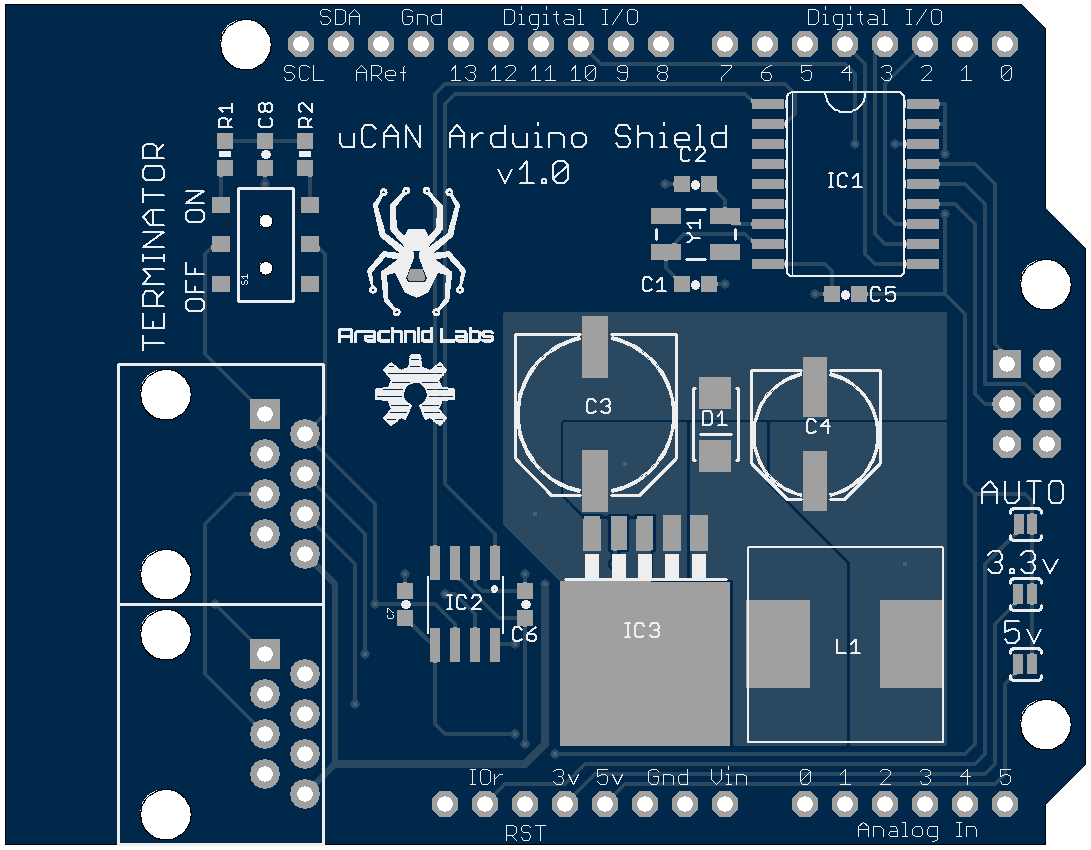 SDA Gnd Digital I/O Digital I/O
SCL ARef 13 12 11 10 9 8 7 6 5 4 3 2 1 0
R1 C8 R2
uCAN Arduino Shield
v1.0
C2
IC1
Y1
C1
C5
TERMINATOR
OFF ON
S1
Arachnid Labs
C3
D1
C4
AUTO
3.3v
5v
IC2
C7
C6
IC3
L1
IOr 3v 5v Gnd Vin 0 1 2 3 4 5
RST Analog In